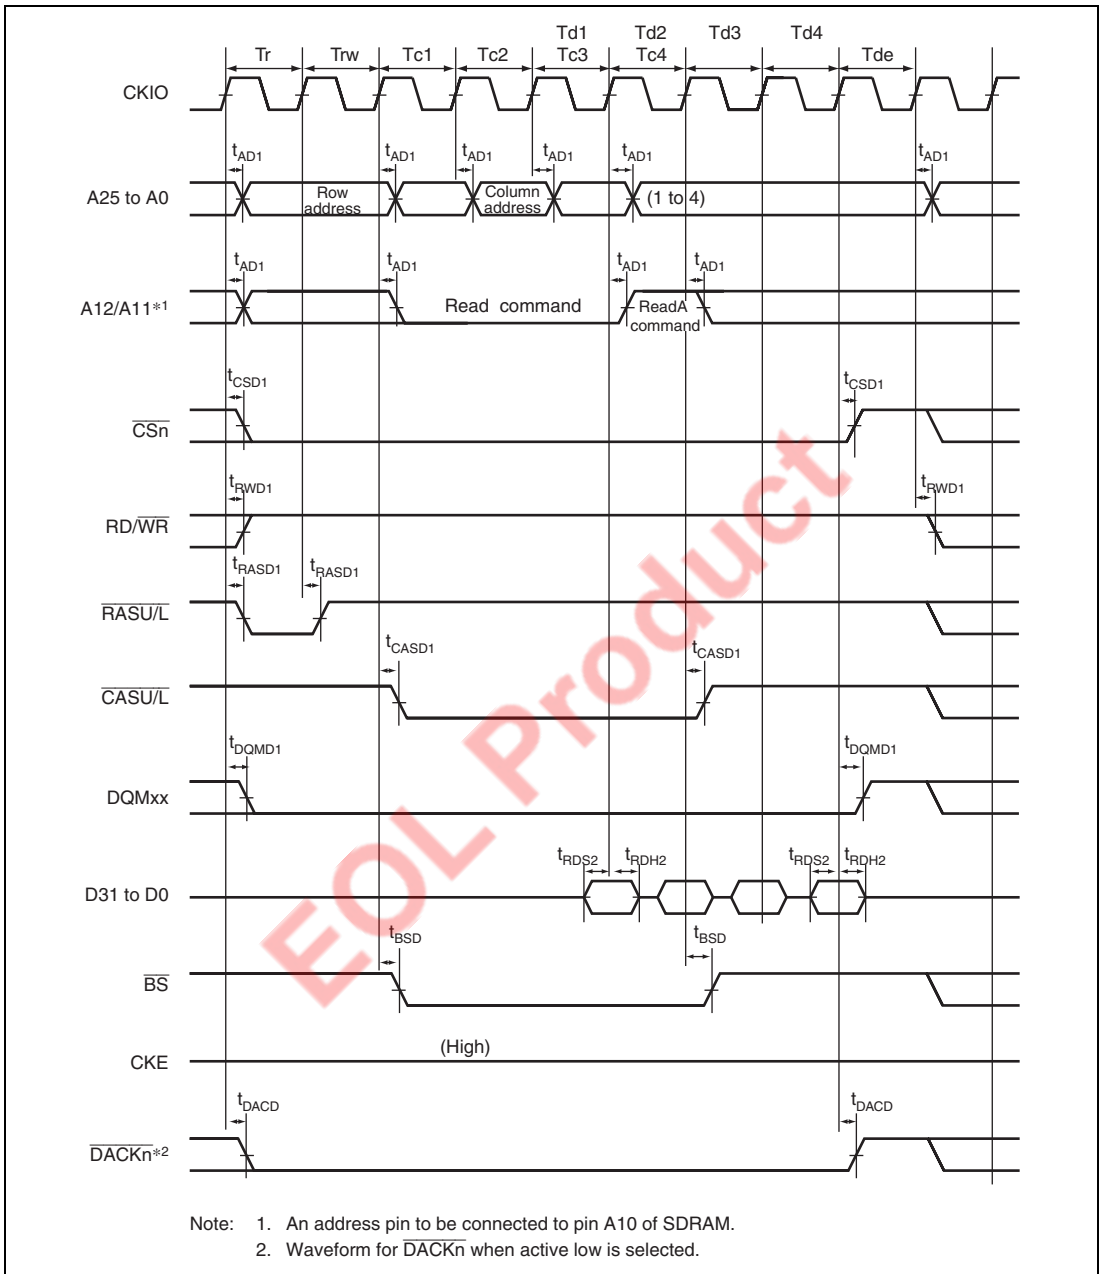 Td1 Td2 Td3 Td4
Tr Trw Tc1 Tc2 Tc3 Tc4 Tde
CKIO
tAD1 tAD1 tAD1 tAD1 tAD1 tAD1
A25 to A0 Row address Column address (1 to 4)
tAD1 tAD1 tAD1 tAD1
A12/A11*1 Read command ReadA command
tCSD1 tCSD1
CSn
tRWD1 tRWD1
RD/WR
tRASD1 tRASD1
RASU/L
tCASD1 tCASD1
CASU/L
tDQMD1 tDQMD1
DQMxx
tRDS2 tRDH2 tRDS2 tRDH2
D31 to D0
tBSD tBSD
BS
(High)
CKE
tDACD tDACD
DACKn*2
EOL Product
Note: 1. An address pin to be connected to pin A10 of SDRAM.
2. Waveform for DACKn when active low is selected.